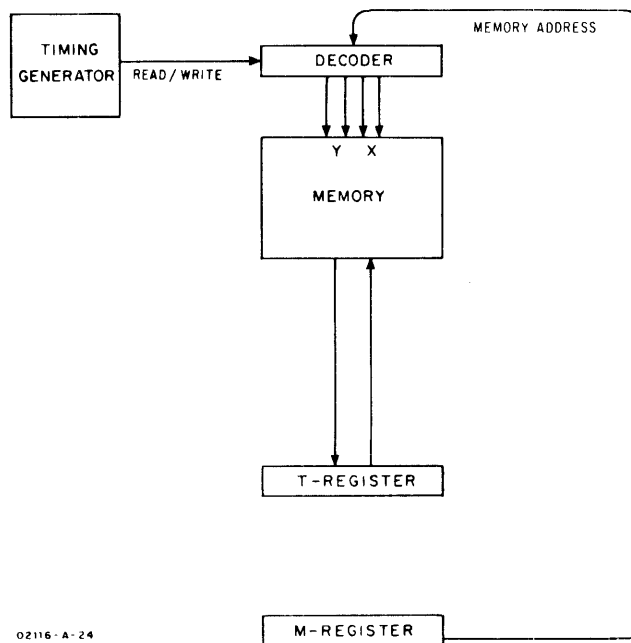 MEMORY ADDRESS
TIMING
GENERATOR
READ/WRITE
DECODER
Y X
MEMORY
T-REGISTER
M-REGISTER
02116-A-24